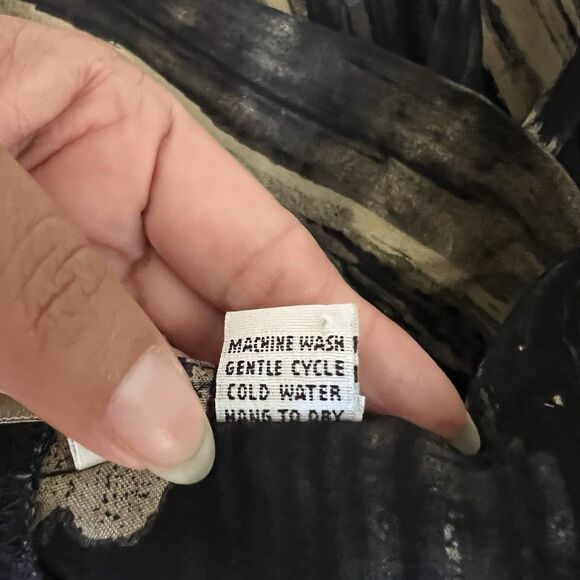 MACHINE WASH
GENTLE CYCLE
COLD WATER
HANG TO DRY